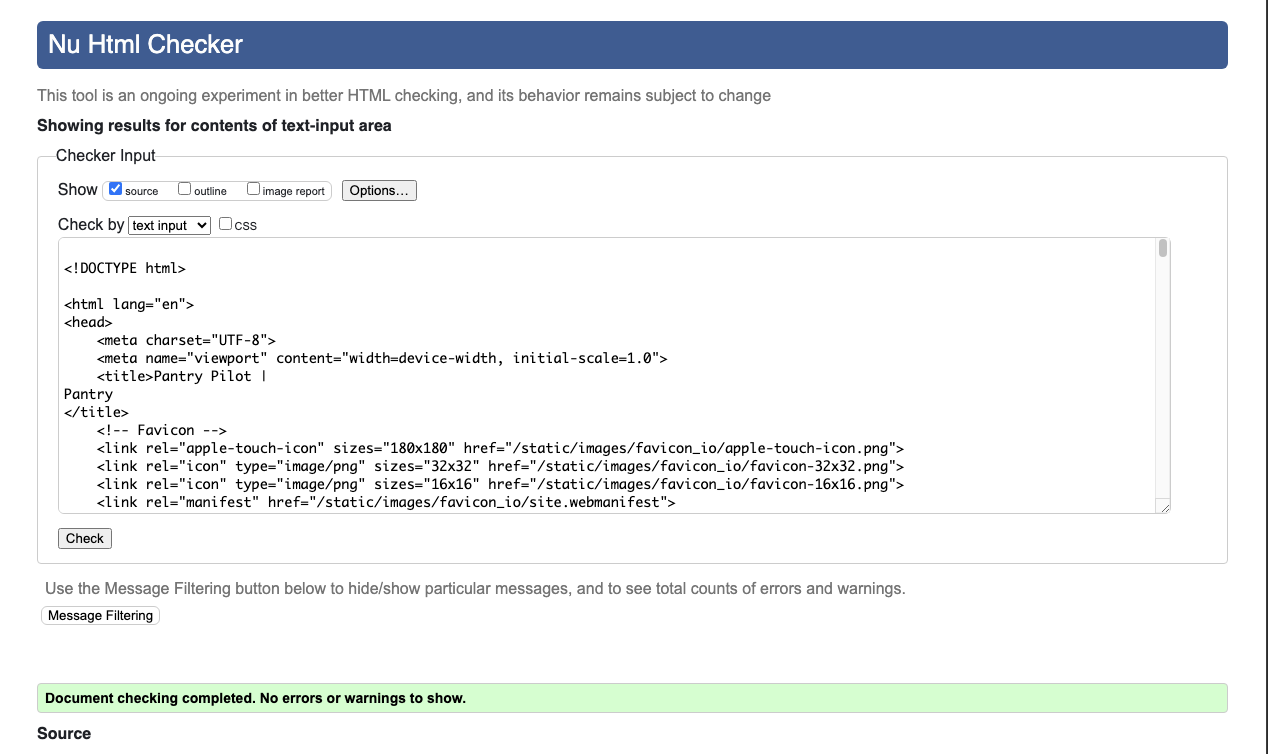 Nu Html Checker
This tool is an ongoing experiment in better HTML checking, and its behavior remains subject to change
Showing results for contents of text-input area
Checker Input
Show source outline image report Options...
Check by text input CSS
<!DOCTYPE html>
<html lang="en">
<head>
    <meta charset="UTF-8">
    <meta name="viewport" content="width=device-width, initial-scale=1.0">
    <title>Pantry Pilot |
Pantry
</title>
    <!-- Favicon -->
    <link rel="apple-touch-icon" sizes="180x180" href="/static/images/favicon_io/apple-touch-icon.png">
    <link rel="icon" type="image/png" sizes="32x32" href="/static/images/favicon_io/favicon-32x32.png">
    <link rel="icon" type="image/png" sizes="16x16" href="/static/images/favicon_io/favicon-16x16.png">
    <link rel="manifest" href="/static/images/favicon_io/site.webmanifest">
Check
Use the Message Filtering button below to hide/show particular messages, and to see total counts of errors and warnings.
Message Filtering
Document checking completed. No errors or warnings to show.
Source